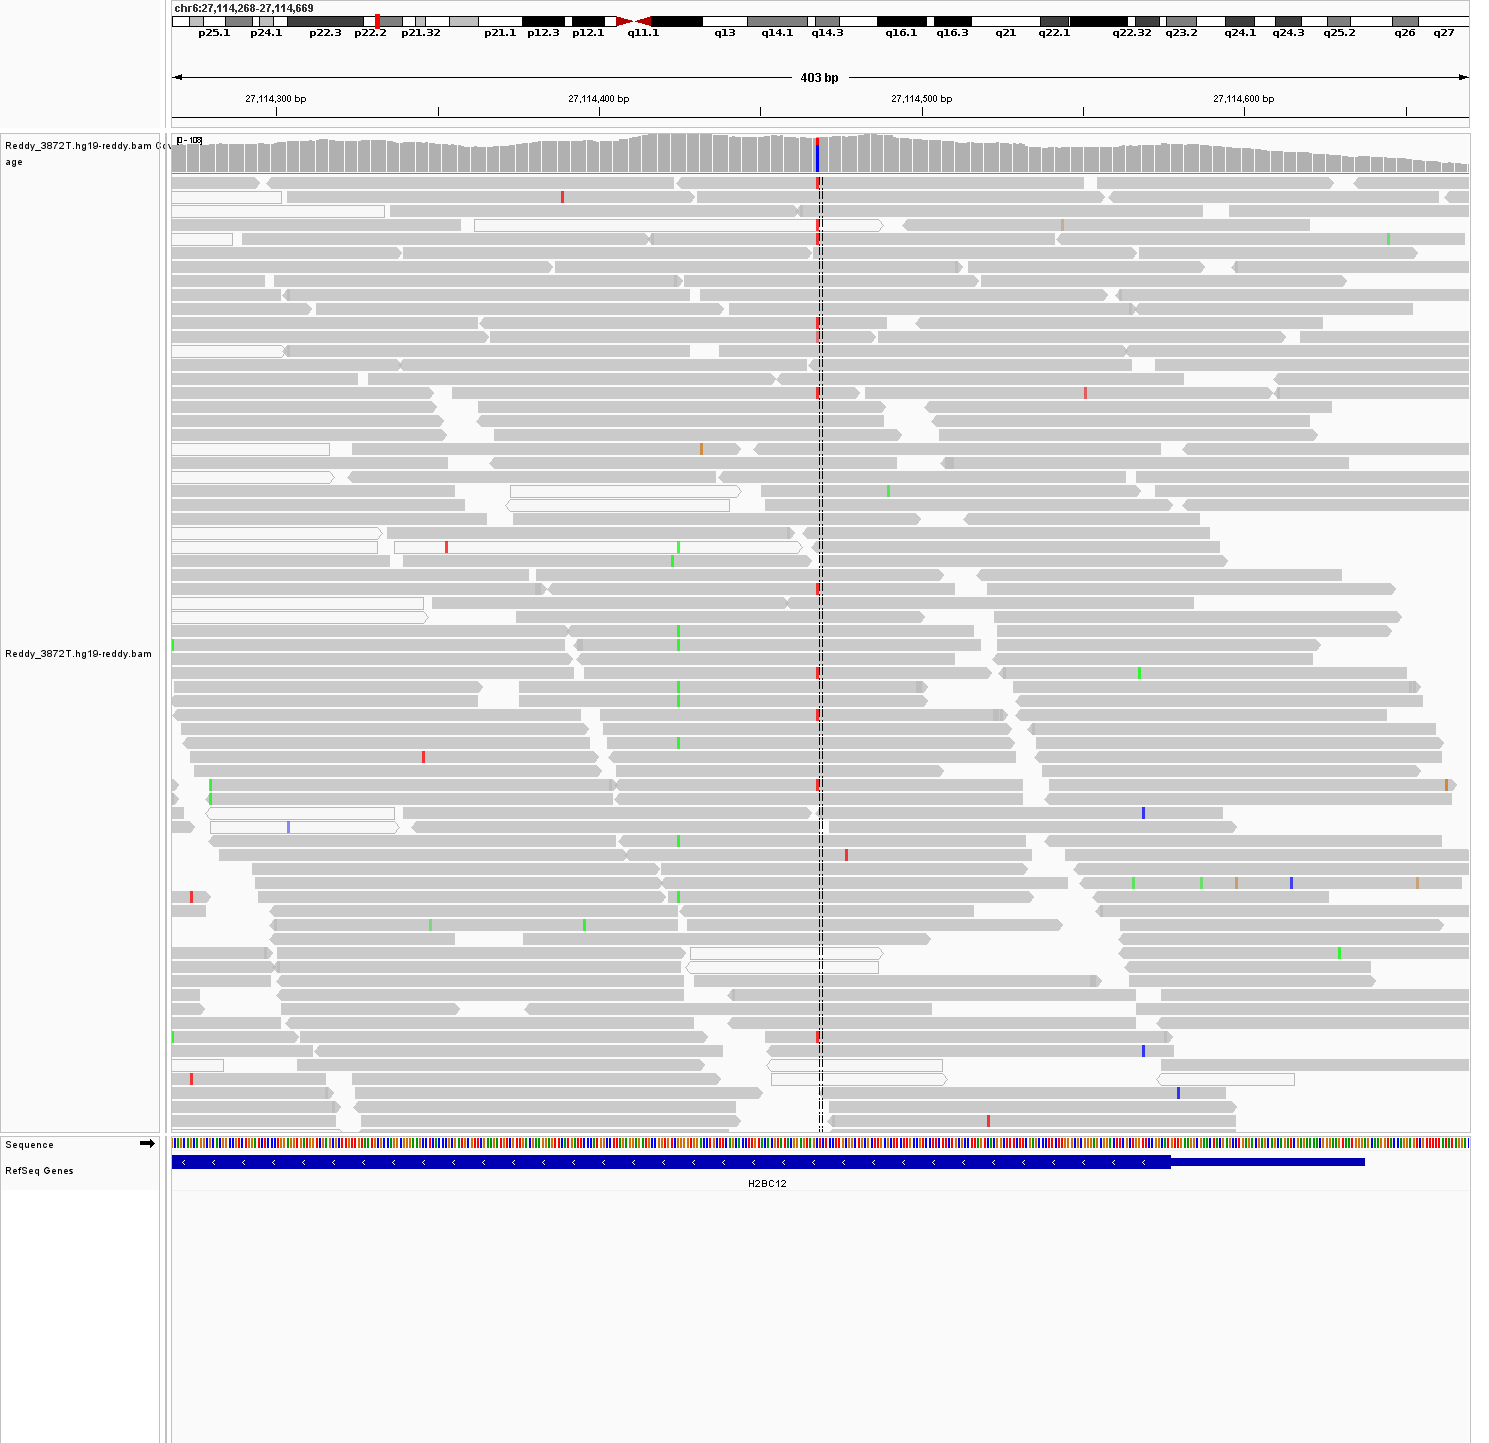 chr6:27,114,268-27,114,669
p25.1 p24.1 p22.3 p22.2 p21.32 p21.1 p12.3 p12.1 q11.1 q13 q14.1 q14.3 q16.1 q16.3 q21 q22.1 q22.32 q23.2 q24.1 q24.3 q25.2 q26 q27
403 bp
27,114,300 bp 27,114,400 bp 27,114,500 bp 27,114,600 bp
Reddy_3872T.hg19-reddy.bam Cov
age
Reddy_3872T.hg19-reddy.bam
Sequence
RefSeq Genes
H2BC12